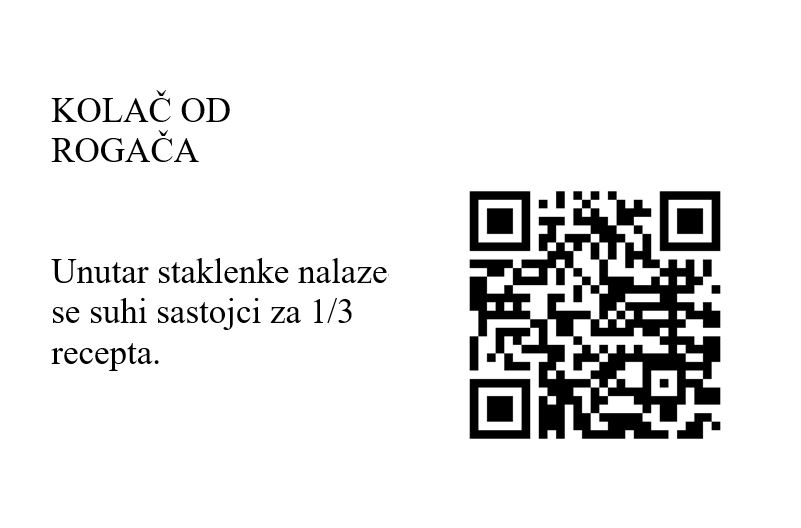 KOLAČ OD
ROGAČA
Unutar staklenke nalaze
se suhi sastojci za 1/3
recepta.